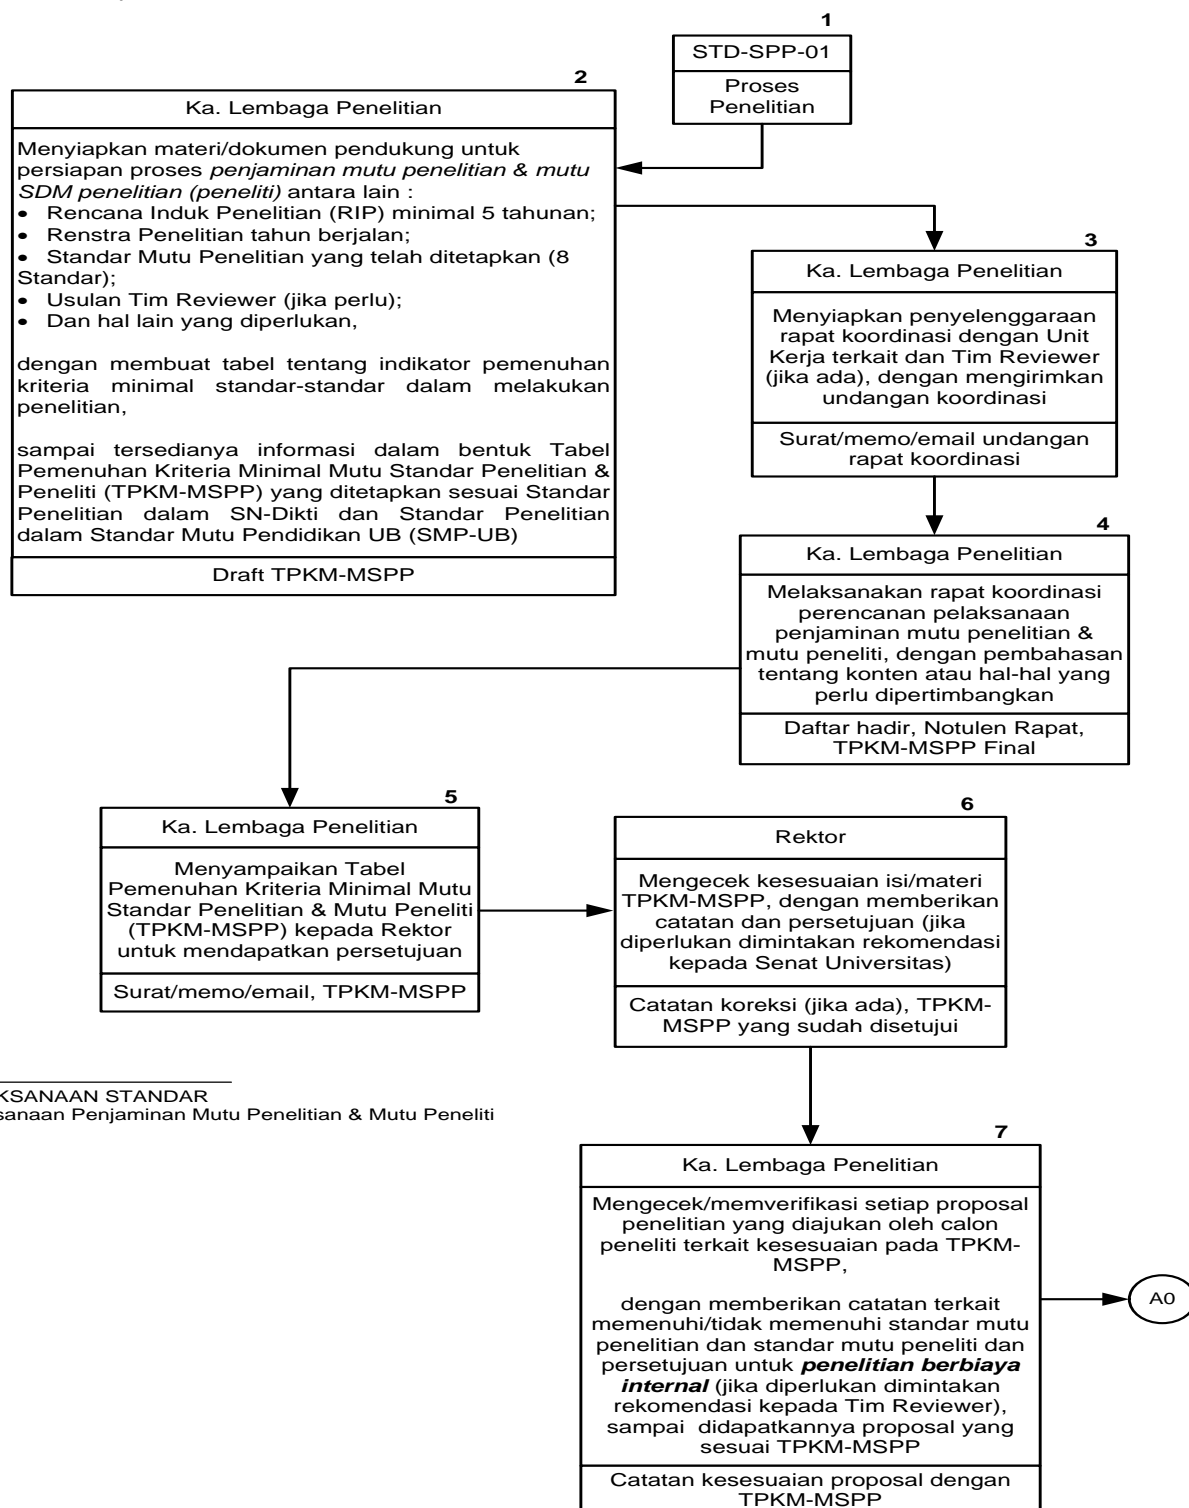 1
STD-SPP-01
Proses
Penelitian
2
Ka. Lembaga Penelitian
Menyiapkan materi/dokumen pendukung untuk
persiapan proses penjaminan mutu penelitian & mutu
SDM penelitian (peneliti) antara lain :
• Rencana Induk Penelitian (RIP) minimal 5 tahunan;
• Renstra Penelitian tahun berjalan;
• Standar Mutu Penelitian yang telah ditetapkan (8
Standar);
• Usulan Tim Reviewer (jika perlu);
• Dan hal lain yang diperlukan,
dengan membuat tabel tentang indikator pemenuhan
kriteria minimal standar-standar dalam melakukan
penelitian,
sampai tersedianya informasi dalam bentuk Tabel
Pemenuhan Kriteria Minimal Mutu Standar Penelitian &
Peneliti (TPKM-MSPP) yang ditetapkan sesuai Standar
Penelitian dalam SN-Dikti dan Standar Penelitian
dalam Standar Mutu Pendidikan UB (SMP-UB)
Draft TPKM-MSPP
3
Ka. Lembaga Penelitian
Menyiapkan penyelenggaraan
rapat koordinasi dengan Unit
Kerja terkait dan Tim Reviewer
(jika ada), dengan mengirimkan
undangan koordinasi
Surat/memo/email undangan
rapat koordinasi
4
Ka. Lembaga Penelitian
Melaksanakan rapat koordinasi
perencanan pelaksanaan
penjaminan mutu penelitian &
mutu peneliti, dengan pembahasan
tentang konten atau hal-hal yang
perlu dipertimbangkan
Daftar hadir, Notulen Rapat,
TPKM-MSPP Final
5
Ka. Lembaga Penelitian
Menyampaikan Tabel
Pemenuhan Kriteria Minimal Mutu
Standar Penelitian & Mutu Peneliti
(TPKM-MSPP) kepada Rektor
untuk mendapatkan persetujuan
Surat/memo/email, TPKM-MSPP
6
Rektor
Mengecek kesesuaian isi/materi
TPKM-MSPP, dengan memberikan
catatan dan persetujuan (jika
diperlukan dimintakan rekomendasi
kepada Senat Universitas)
Catatan koreksi (jika ada), TPKM-
MSPP yang sudah disetujui
KSANAAN STANDAR
sanaan Penjaminan Mutu Penelitian & Mutu Peneliti
7
Ka. Lembaga Penelitian
Mengecek/memverifikasi setiap proposal
penelitian yang diajukan oleh calon
peneliti terkait kesesuaian pada TPKM-
MSPP,
dengan memberikan catatan terkait
memenuhi/tidak memenuhi standar mutu
penelitian dan standar mutu peneliti dan
persetujuan untuk penelitian berbiaya
internal (jika diperlukan dimintakan
rekomendasi kepada Tim Reviewer),
sampai didapatkannya proposal yang
sesuai TPKM-MSPP
Catatan kesesuaian proposal dengan
TPKM-MSPP
A0